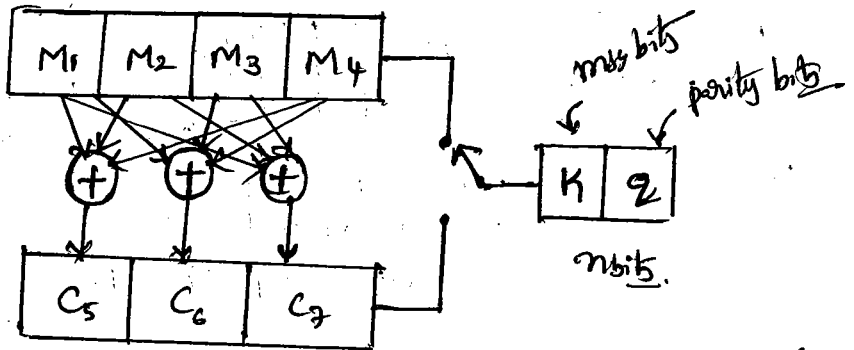 M1 M2 M3 M4
msg bits
parity bits
+ + +
K q
n bits.
C5 C6 C7